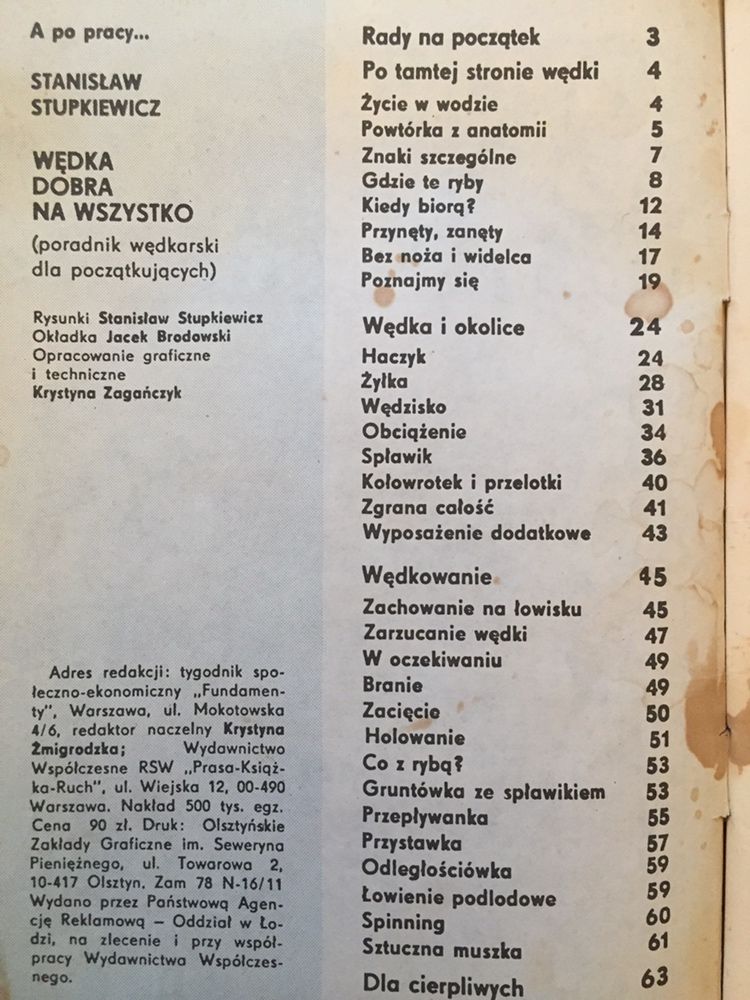 A po pracy...
STANISŁAW
STUPKIEWICZ
WĘDKA
DOBRA
NA WSZYSTKO
(poradnik wędkarski
dla początkujących)
Rysunki Stanisław Stupkiewicz
Okładka Jacek Brodowski
Opracowanie graficzne
i techniczne
Krystyna Zagańczyk
Adres redakcji: tygodnik spo-
łeczno-ekonomiczny „Fundamen-
ty", Warszawa, ul. Mokotowska
4/6, redaktor naczelny Krystyna
Żmigrodzka; Wydawnictwo
Współczesne RSW „Prasa-Książ-
ka-Ruch", ul. Wiejska 12, 00-490
Warszawa. Nakład 500 tys. egz.
Cena 90 zł. Druk: Olsztyńskie
Zakłady Graficzne im. Seweryna
Pieniężnego, ul. Towarowa 2,
10-417 Olsztyn. Zam 78 N-16/11
Wydano przez Państwową Agen-
cję Reklamową – Oddział w Ło-
dzi, na zlecenie i przy współ-
pracy Wydawnictwa Współczes-
nego.
Rady na początek 3
Po tamtej stronie wędki 4
Życie w wodzie 4
Powtórka z anatomii 5
Znaki szczególne 7
Gdzie te ryby 8
Kiedy biorą? 12
Przynęty, zanęty 14
Bez noża i widelca 17
Poznajmy się 19
Wędka i okolice 24
Haczyk 24
Żyłka 28
Wędzisko 31
Obciążenie 34
Spławik 36
Kołowrotek i przelotki 40
Zgrana całość 41
Wyposażenie dodatkowe 43
Wędkowanie 45
Zachowanie na łowisku 45
Zarzucanie wędki 47
W oczekiwaniu 49
Branie 49
Zacięcie 50
Holowanie 51
Co z rybą? 53
Gruntówka ze spławikiem 53
Przepływanka 55
Przystawka 57
Odległościówka 59
Łowienie podlodowe 59
Spinning 60
Sztuczna muszka 61
Dla cierpliwych 63